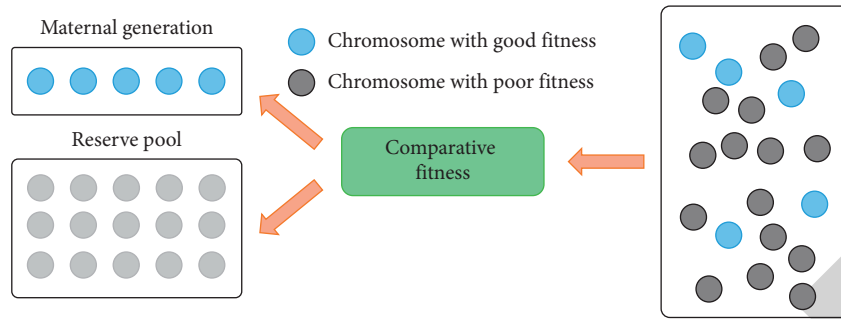 Maternal generation
Chromosome with good fitness
Chromosome with poor fitness
Reserve pool
Comparative
fitness